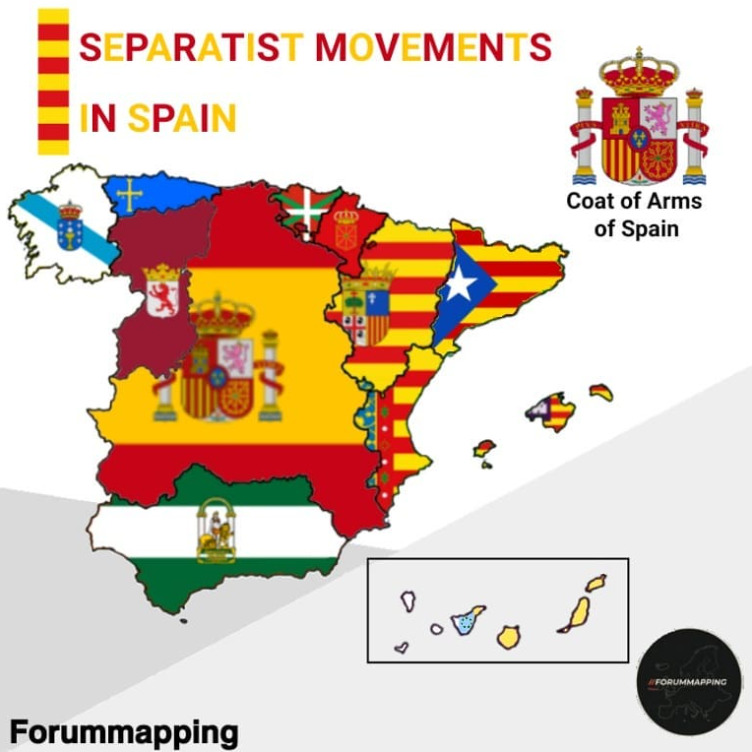 SEPARATIST MOVEMENTS
IN SPAIN
Coat of Arms
of Spain
#FORUMMAPPING
Forummapping